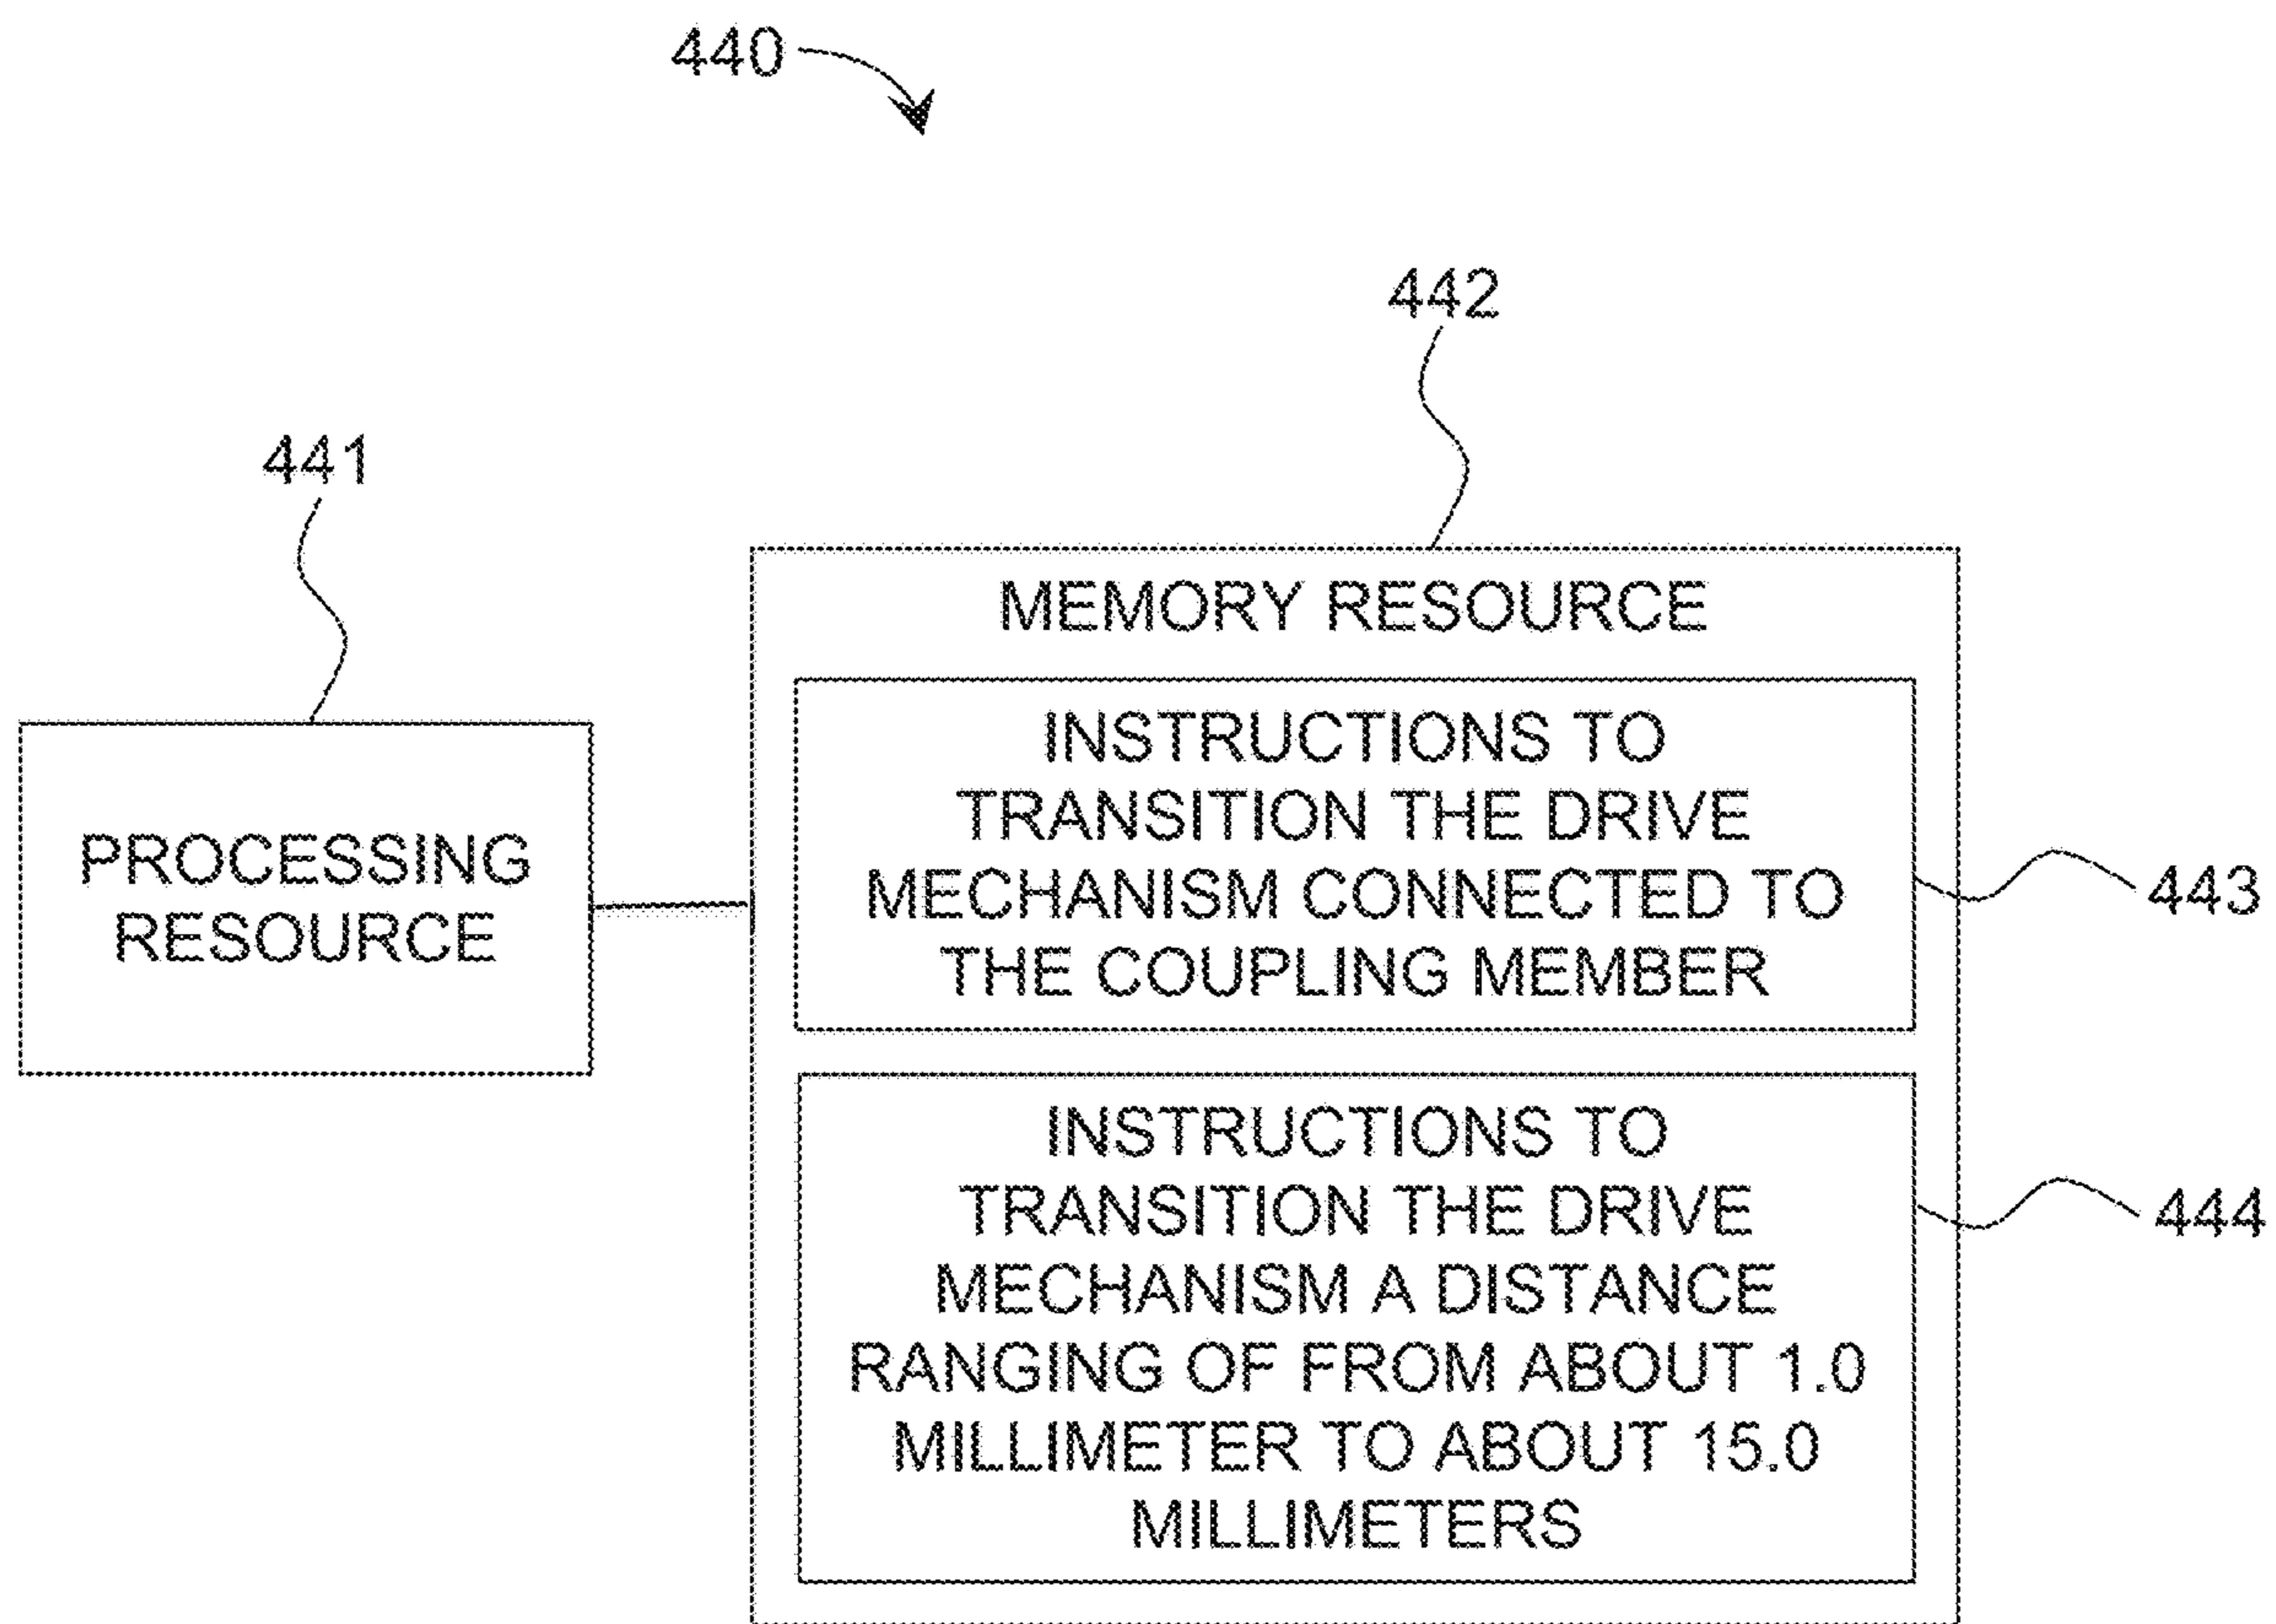 440
442
441
MEMORY RESOURCE
INSTRUCTIONS TO
TRANSITION THE DRIVE
MECHANISM CONNECTED TO
THE COUPLING MEMBER
PROCESSING
RESOURCE
443
INSTRUCTIONS TO
TRANSITION THE DRIVE
MECHANISM A DISTANCE
RANGING OF FROM ABOUT 1.0
MILLIMETER TO ABOUT 15.0
MILLIMETERS
444